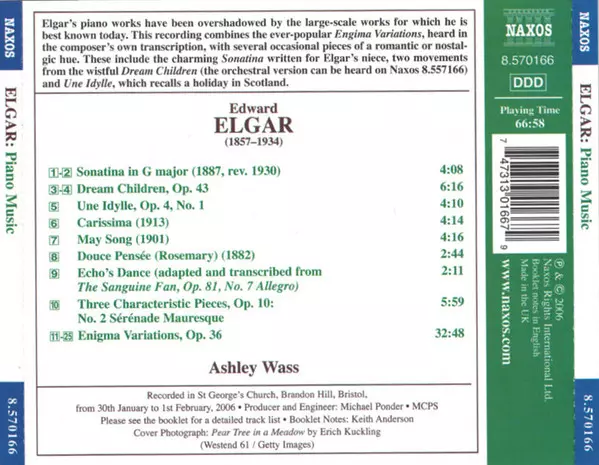 NAXOS
ELGAR: Piano Music
8.570166
Elgar's piano works have been overshadowed by the large-scale works for which he is
best known today. This recording combines the ever-popular Engima Variations, heard in
the composer's own transcription, with several occasional pieces of a romantic or nostal-
gic hue. These include the charming Sonatina written for Elgar's niece, two movements
from the wistful Dream Children (the orchestral version can be heard on Naxos 8.557166)
and Une Idylle, which recalls a holiday in Scotland.
Edward
ELGAR
(1857–1934)
1-2 Sonatina in G major (1887, rev. 1930) 4:08
3-4 Dream Children, Op. 43 6:16
5 Une Idylle, Op. 4, No. 1 4:10
6 Carissima (1913) 4:14
7 May Song (1901) 4:16
8 Douce Pensée (Rosemary) (1882) 2:44
9 Echo's Dance (adapted and transcribed from 2:11
The Sanguine Fan, Op. 81, No. 7 Allegro)
10 Three Characteristic Pieces, Op. 10: 5:59
No. 2 Sérénade Mauresque
11-25 Enigma Variations, Op. 36 32:48
Ashley Wass
Recorded in St George's Church, Brandon Hill, Bristol,
from 30th January to 1st February, 2006 • Producer and Engineer: Michael Ponder • MCPS
Please see the booklet for a detailed track list • Booklet Notes: Keith Anderson
Cover Photograph: Pear Tree in a Meadow by Erich Kuckling
(Westend 61 / Getty Images)
NAXOS
8.570166
DDD
Playing Time
66:58
7 47313 01667 9
www.naxos.com
℗ & © 2006
Naxos Rights International Ltd.
Booklet notes in English
Made in the UK
NAXOS
ELGAR: Piano Music
8.570166